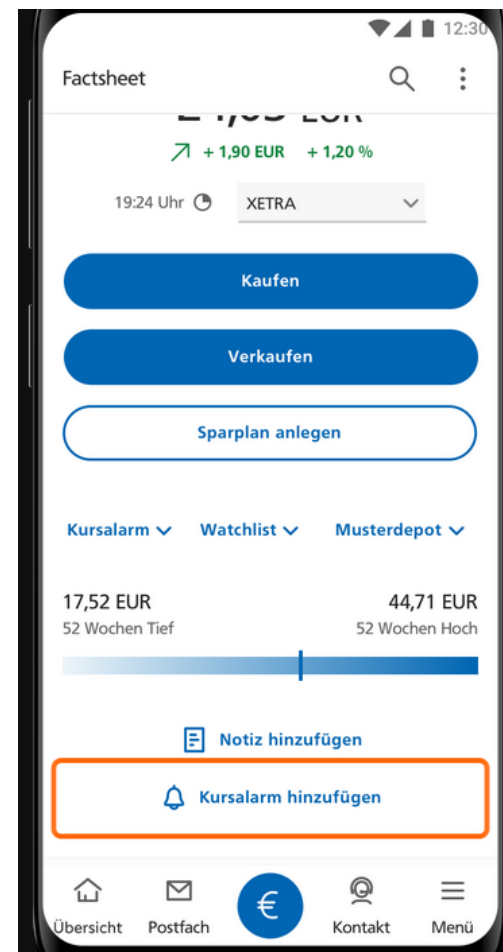 12:30
Factsheet
EUR
+ 1,90 EUR + 1,20 %
19:24 Uhr XETRA
Kaufen
Verkaufen
Sparplan anlegen
Kursalarm Watchlist Musterdepot
17,52 EUR 44,71 EUR
52 Wochen Tief 52 Wochen Hoch
Notiz hinzufügen
Kursalarm hinzufügen
€
Übersicht Postfach Kontakt Menü